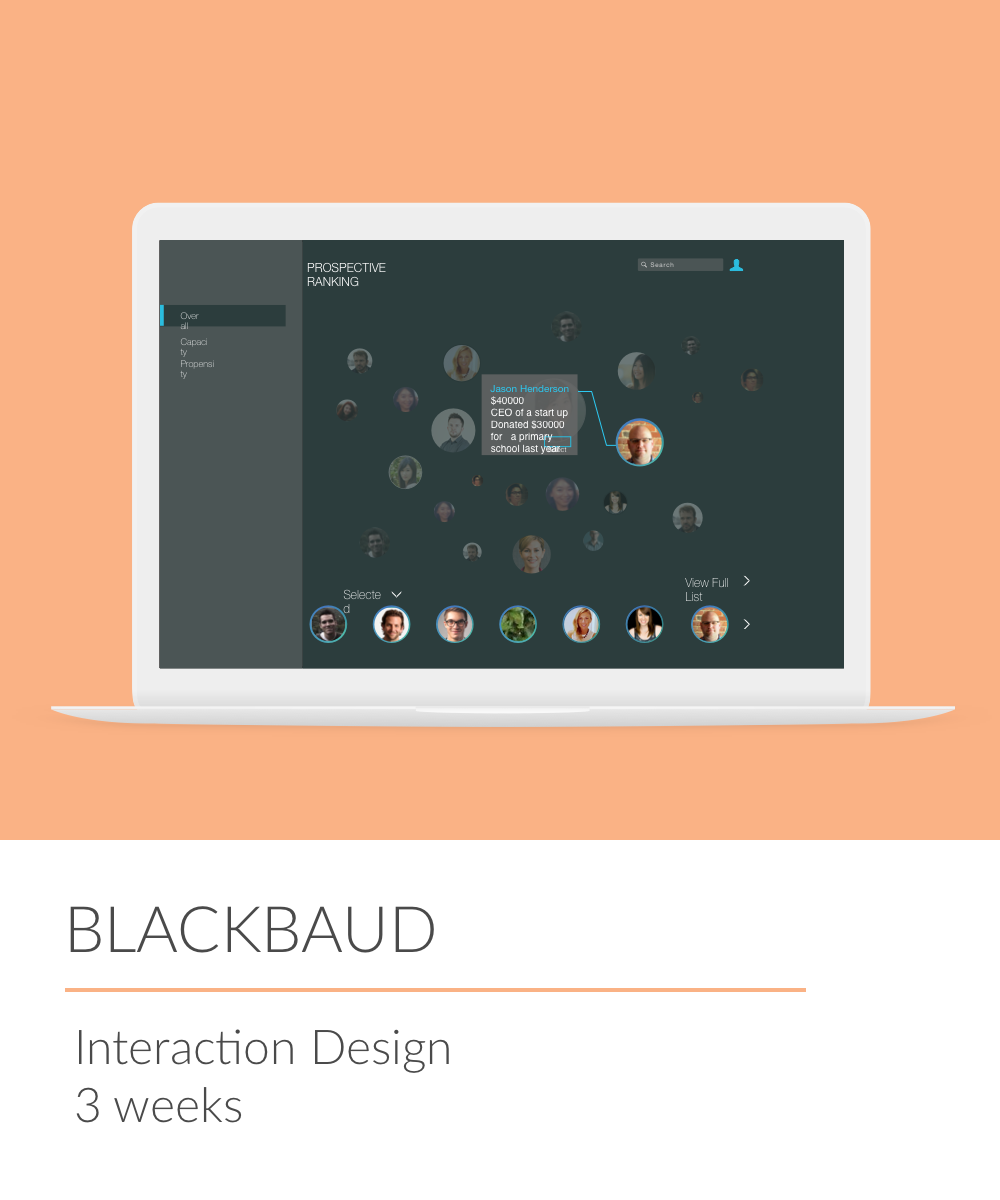 PROSPECTIVE
RANKING
Search
Over
all
Capaci
ty
Propensi
ty
Jason Henderson
$40000
CEO of a start up
Donated $30000
for a primary
school last year
Selecte
d
View Full
List
BLACKBAUD
Interaction Design
3 weeks